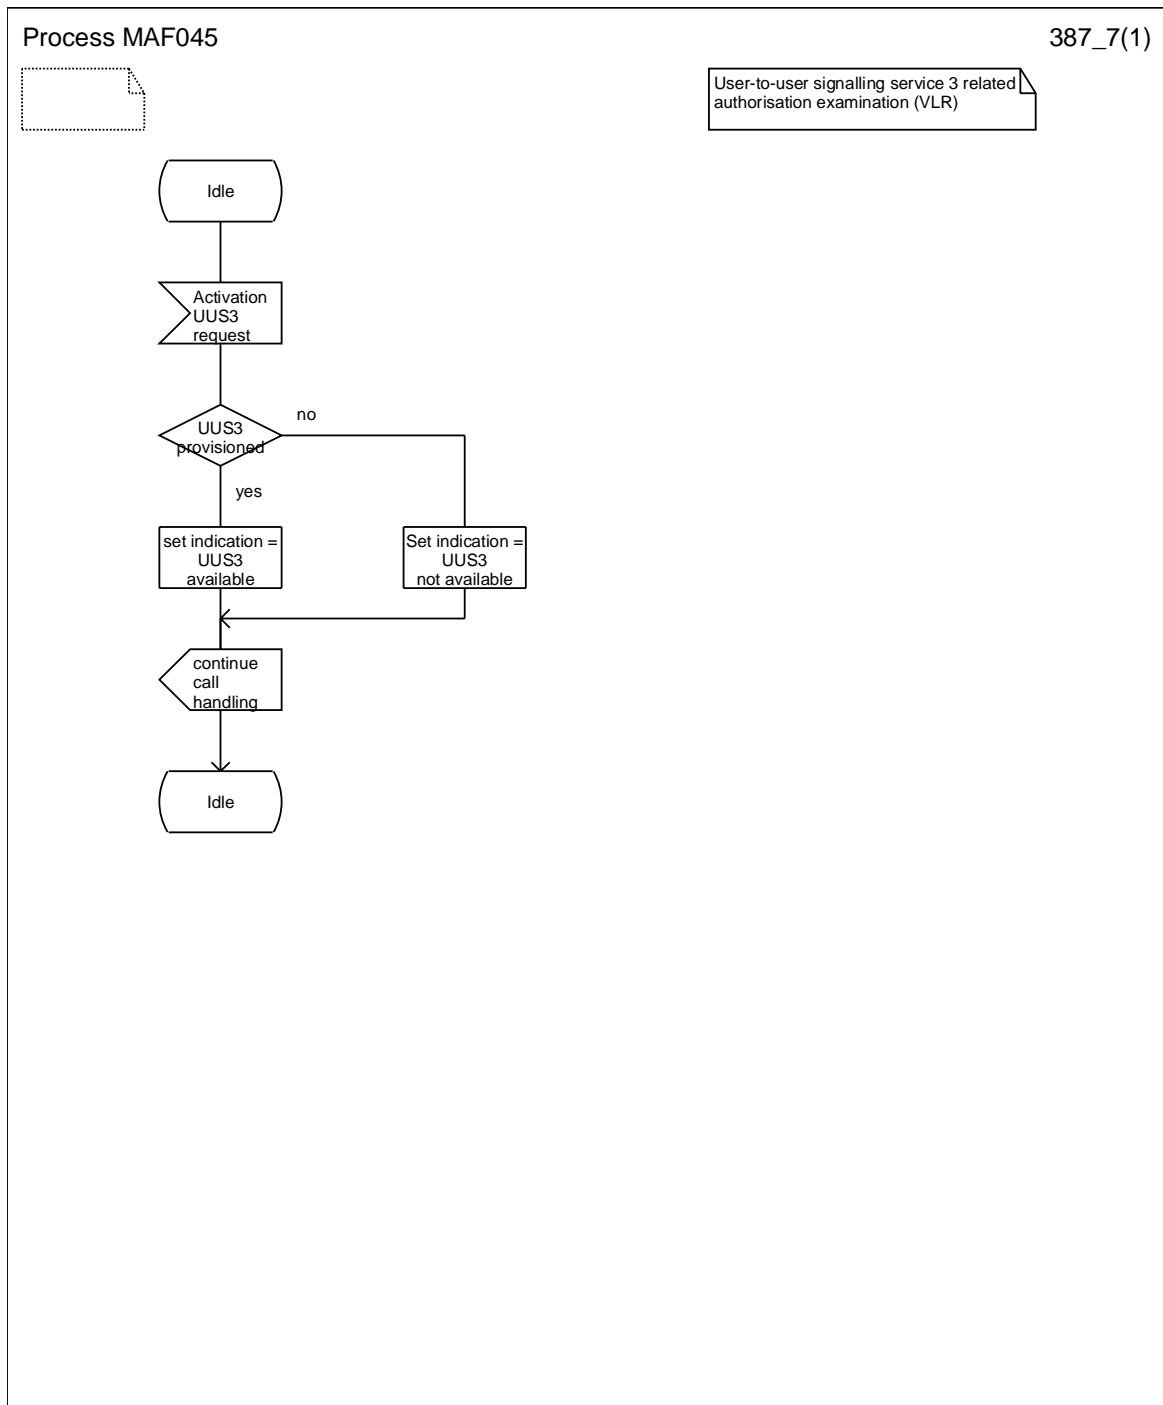 Process MAF045
387_7(1)
User-to-user signalling service 3 related
authorisation examination (VLR)
Idle
Activation
UUS3
request
UUS3
provisioned
no
yes
set indication =
UUS3
available
Set indication =
UUS3
not available
continue
call
handling
Idle